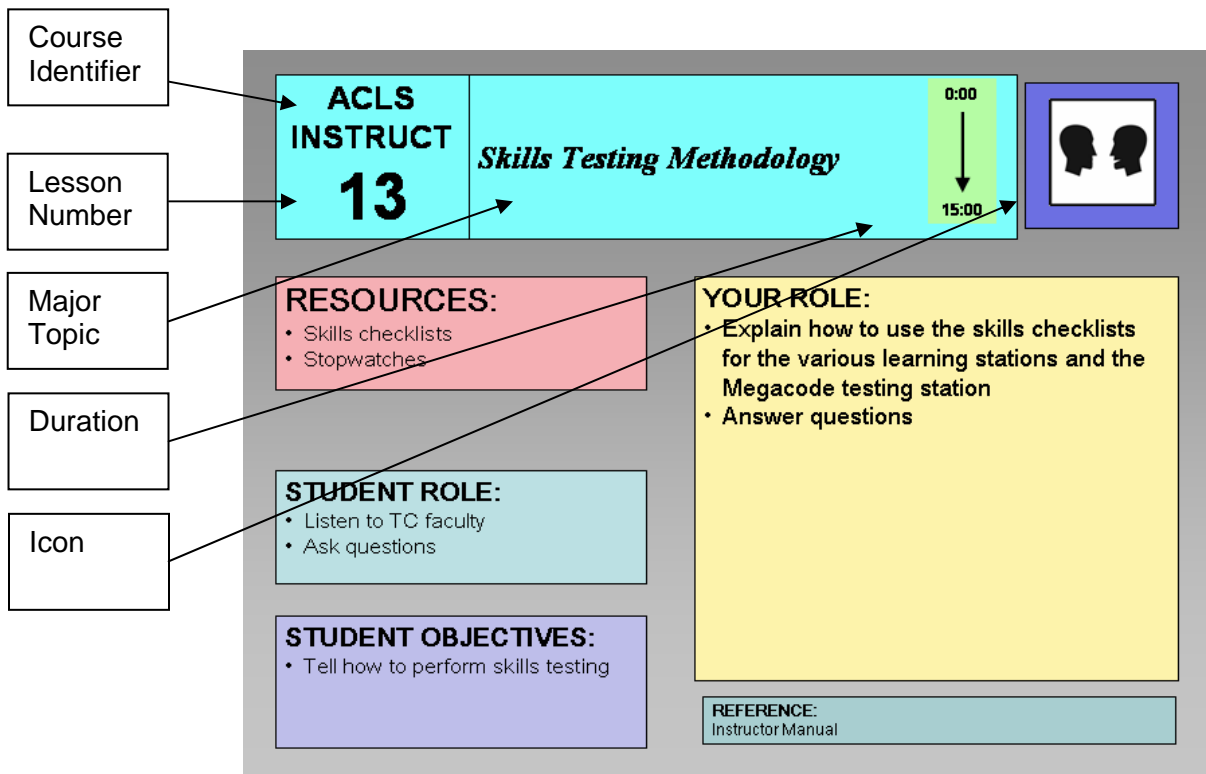 Course
Identifier
Lesson
Number
Major
Topic
Duration
Icon
ACLS
INSTRUCT
13
Skills Testing Methodology
0:00
15:00
RESOURCES:
• Skills checklists
• Stopwatches
STUDENT ROLE:
• Listen to TC faculty
• Ask questions
STUDENT OBJECTIVES:
• Tell how to perform skills testing
YOUR ROLE:
• Explain how to use the skills checklists
for the various learning stations and the
Megacode testing station
• Answer questions
REFERENCE:
Instructor Manual